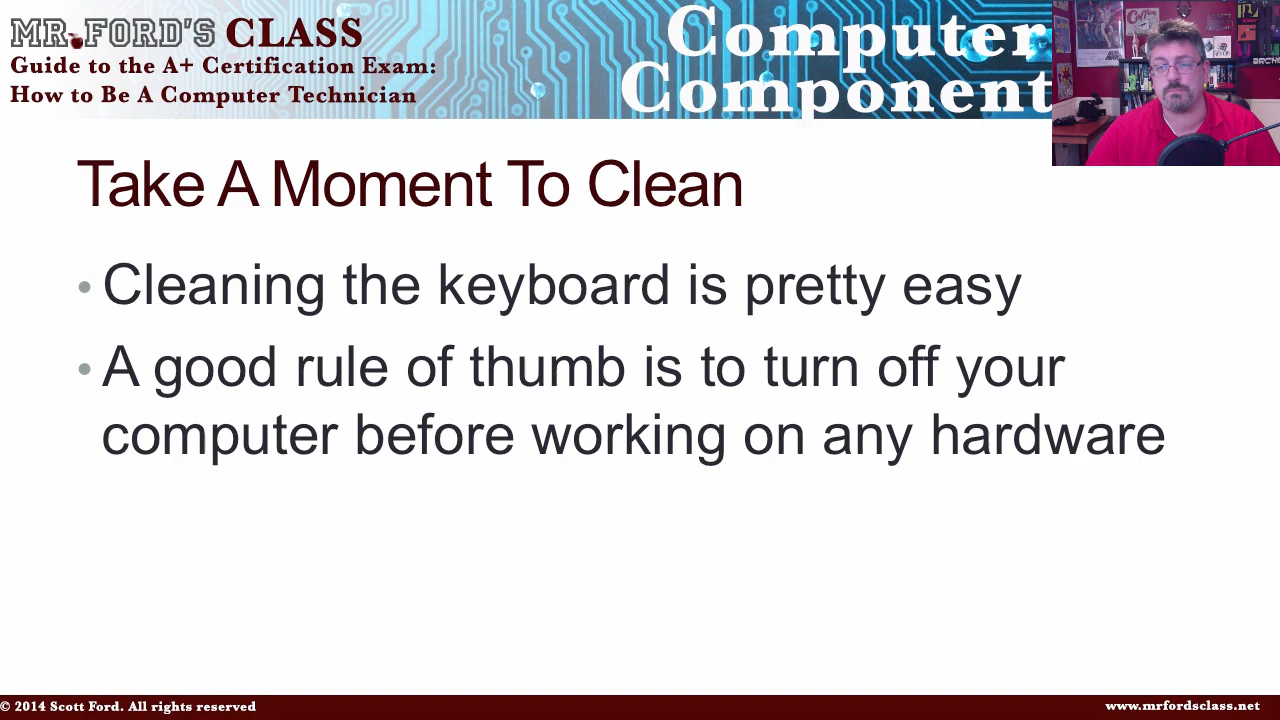 MR. FORD'S CLASS
Guide to the A+ Certification Exam:
How to Be A Computer Technician
Computer
Component
Take A Moment To Clean
• Cleaning the keyboard is pretty easy
• A good rule of thumb is to turn off your
computer before working on any hardware
© 2014 Scott Ford. All rights reserved
www.mrfordsclass.net